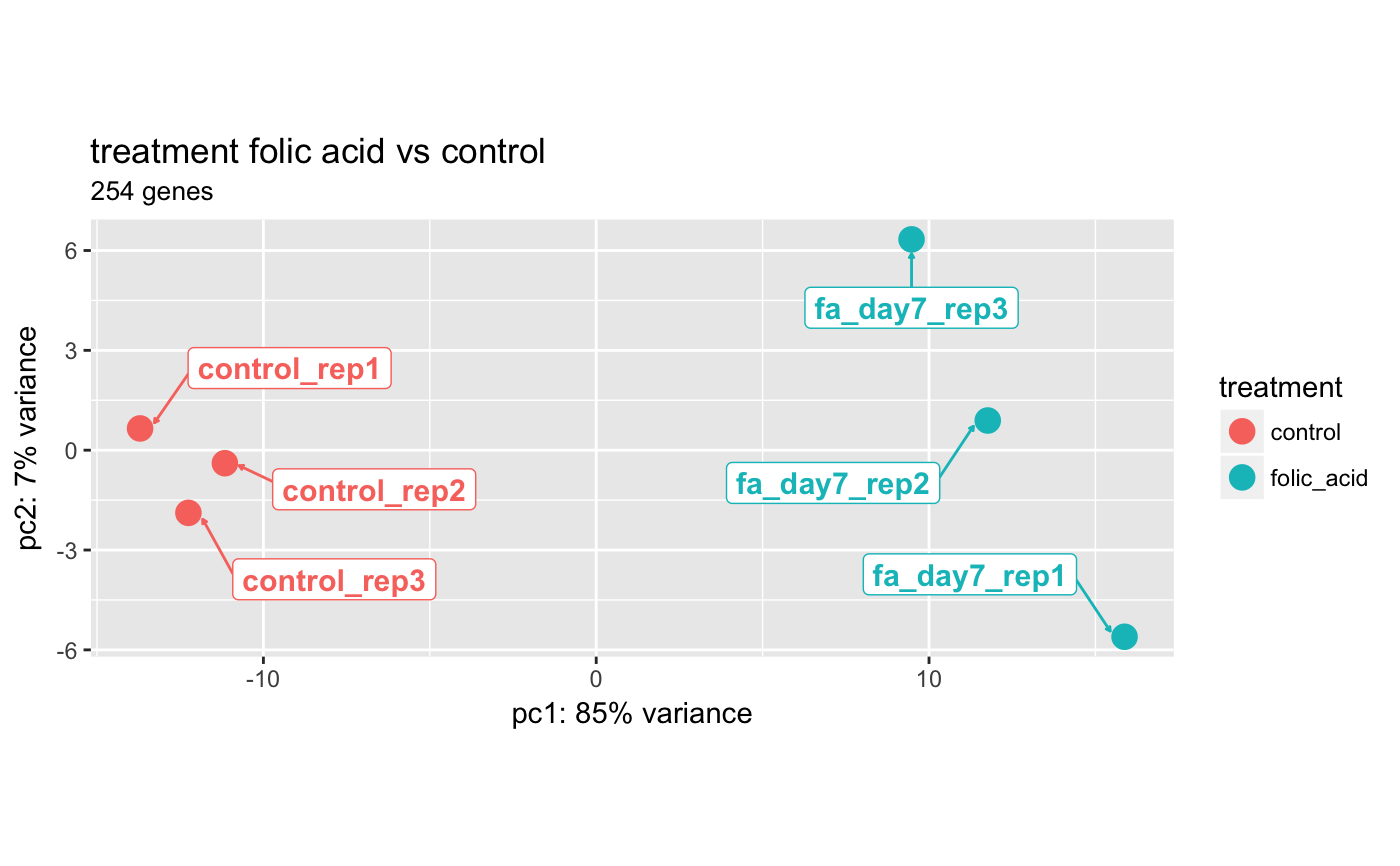 treatment folic acid vs control
254 genes
pc2: 7% variance
6
3
0
-3
-6
fa_day7_rep3
control_rep1
fa_day7_rep2
control_rep2
fa_day7_rep1
control_rep3
-10
0
10
pc1: 85% variance
treatment
control
folic_acid